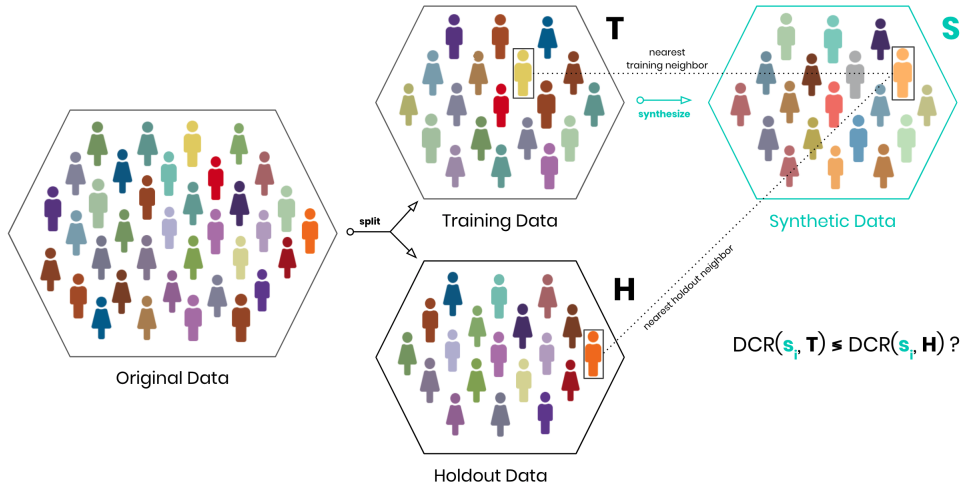 T
S
nearest
training neighbor
synthesize
split
Training Data
Synthetic Data
H
nearest holdout neighbor
DCR(si, T) ≶ DCR(si, H) ?
Original Data
Holdout Data